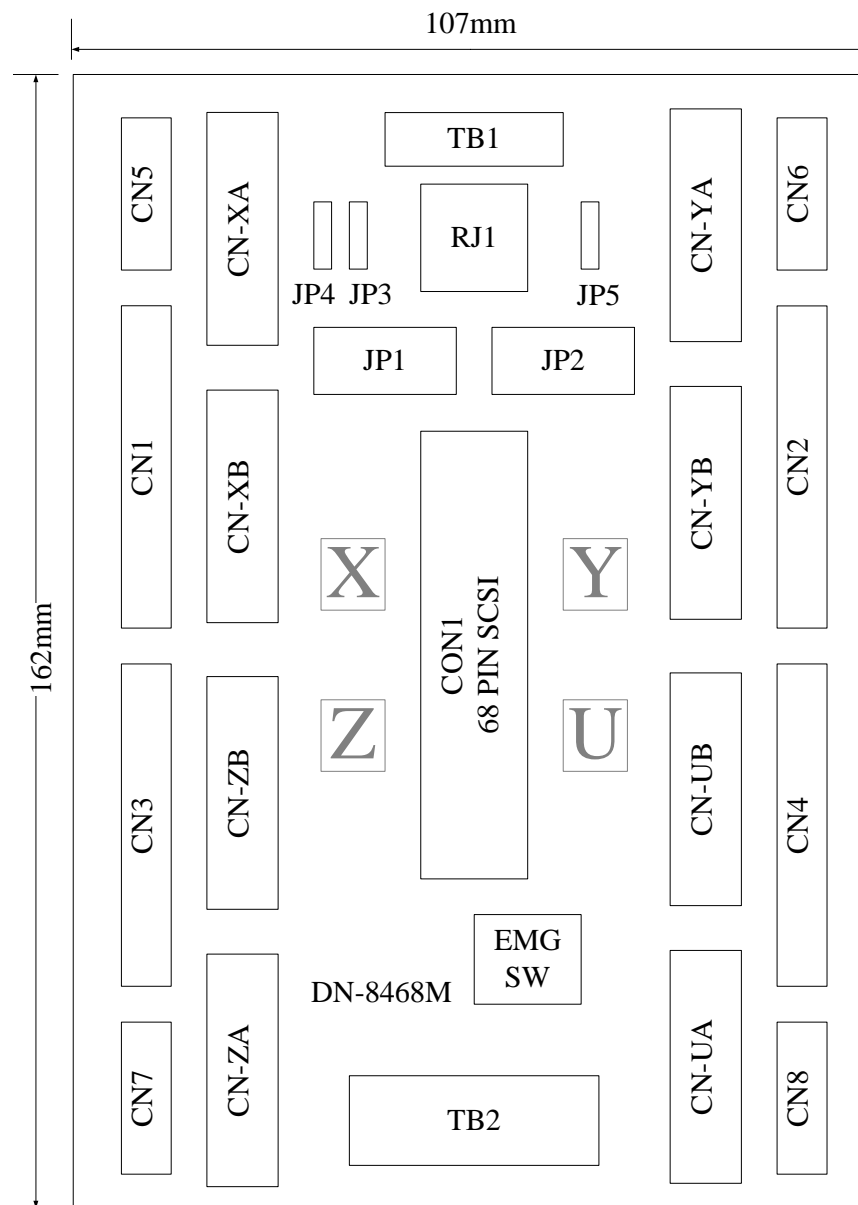 107mm
162mm
TB1
CN5
CN-XA
CN-YA
CN6
RJ1
JP4
JP3
JP5
JP1
JP2
CN1
CN-XB
CN-YB
CN2
X
Y
CON1
68 PIN SCSI
Z
U
CN3
CN-ZB
CN-UB
CN4
EMG
SW
DN-8468M
CN7
CN-ZA
TB2
CN-UA
CN8